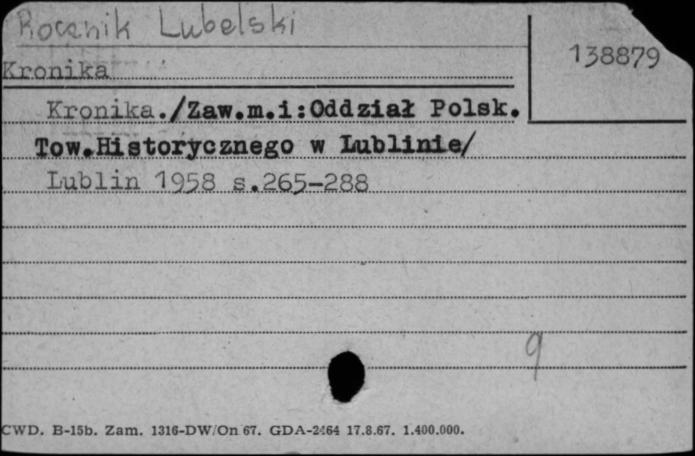 Rocznik Lubelski
138879
Kronika
Kronika./Zaw.m.i:Oddział Polsk.
Tow.Historycznego w Lublinie/
Lublin 1958 s.265-288
9
CWD. B-15b. Zam. 1316-DW/On 67. GDA-2464 17.8.67. 1.400.000.